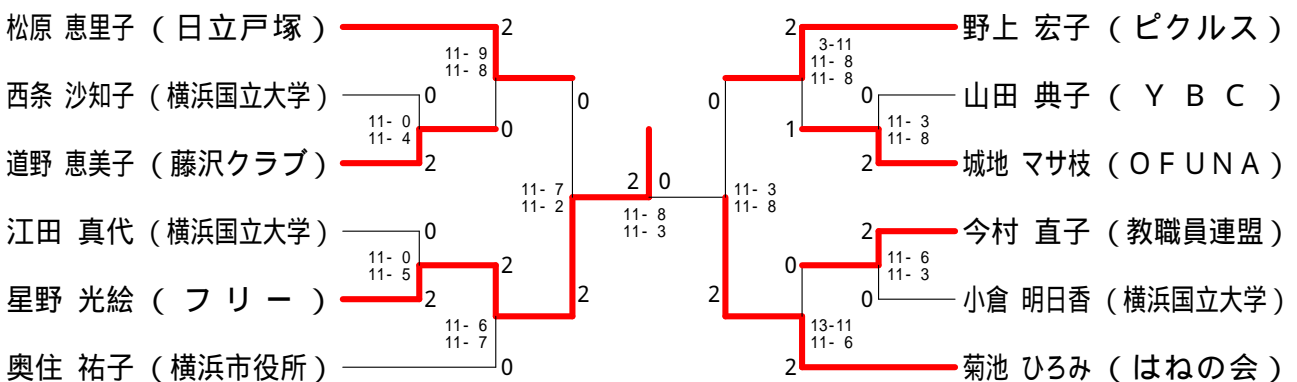 松原 恵里子 ( 日立戸塚 ) 2 2 野上 宏子 ( ピクルス )
11- 9 3-11
11- 8 11- 8
11- 8
西条 沙知子 ( 横浜国立大学 ) 0 0 0 0 山田 典子 ( Y B C )
11- 0 0 1 11- 3
11- 4 11- 8
道野 恵美子 ( 藤沢クラブ ) 2 2 城地 マサ枝 ( OFUNA )
11- 7 2 0 11- 3
11- 2 11- 8
11- 8
11- 3
江田 真代 ( 横浜国立大学 ) 0 2 今村 直子 ( 教職員連盟 )
11- 0 2 0 11- 6
11- 5 11- 3
星野 光絵 ( フリー ) 2 2 2 0 小倉 明日香 ( 横浜国立大学 )
11- 6 13-11
11- 7 11- 6
奥住 祐子 ( 横浜市役所 ) 0 2 菊池 ひろみ ( はねの会 )